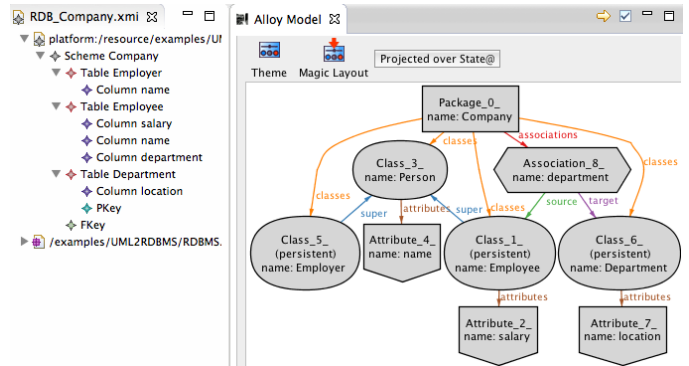 RDB_Company.xmi
platform:/resource/examples/UM
Scheme Company
Table Employer
Column name
Table Employee
Column salary
Column name
Column department
Table Department
Column location
PKey
FKey
/examples/UML2RDBMS/RDBMS.
Alloy Model
Theme
Magic Layout
Projected over State@
Package_0_
name: Company
classes
associations
classes
Class_3_
name: Person
Association_8_
name: department
classes
attributes
classes
source
target
super
super
Class_5_
(persistent)
name: Employer
Attribute_4_
name: name
Class_1_
(persistent)
name: Employee
Class_6_
(persistent)
name: Department
attributes
attributes
Attribute_2_
name: salary
Attribute_7_
name: location